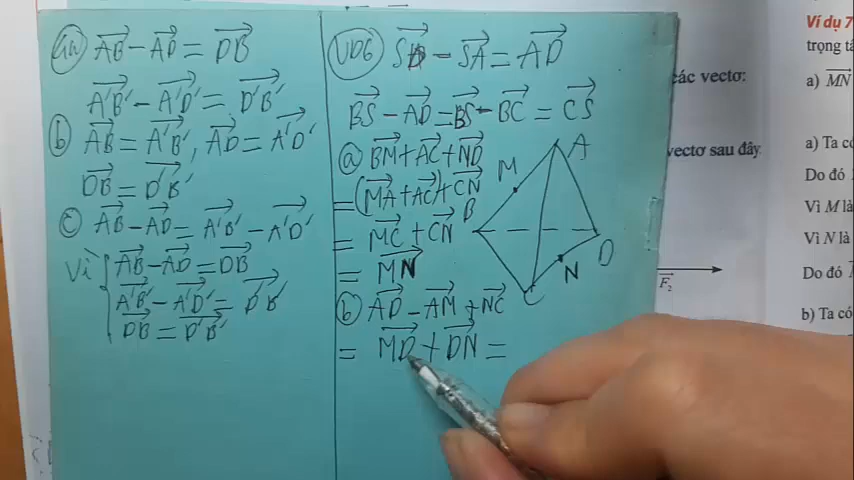 6a) AB - AD = DB
A'B' - A'D' = D'B'
b) AB = A'B', AD = A'D'
DB = D'B'
c) AB - AD = A'B' - A'D'
Vì { AB - AD = DB
A'B' - A'D' = D'B'
DB = D'B'
VD6 SD - SA = AD
BS - AD = BS - BC = CS
a) BM + AC + ND
= (MA + AC) + CN
= MC + CN
= MN
b) AD - AM + NC
= MD + DN =
A
M
B
D
N
C
Ví dụ 7
trọng tâ
a) MN
các vectơ:
a) Ta có
vectơ sau đây
Do đó
Vì M là
Vì N là
Do đó
F₂
b) Ta có